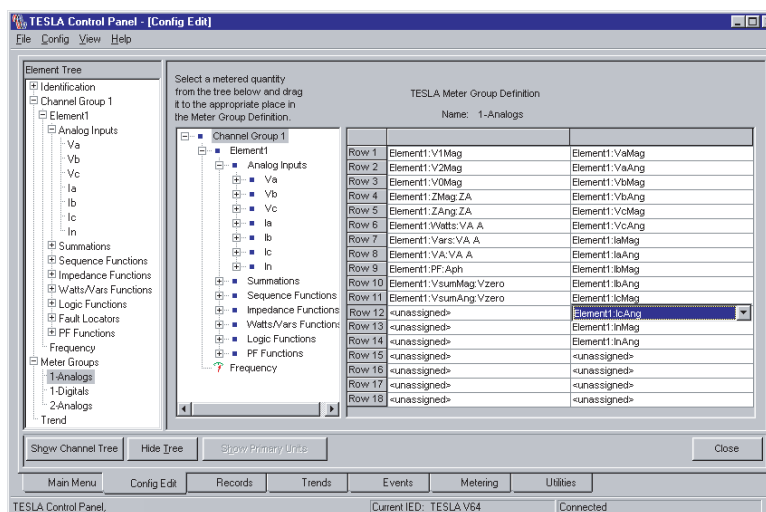 TESLA Control Panel - [Config Edit]
File Config View Help
Element Tree
Identification
Channel Group 1
Element1
Analog Inputs
Va
Vb
Vc
Ia
Ib
Ic
In
Summations
Sequence Functions
Impedance Functions
Watts/Vars Functions
Logic Functions
Fault Locators
PF Functions
Frequency
Meter Groups
1-Analogs
1-Digitals
2-Analogs
Trend
Select a metered quantity
from the tree below and drag
it to the appropriate place in
the Meter Group Definition.
Channel Group 1
Element1
Analog Inputs
Va
Vb
Vc
Ia
Ib
Ic
In
Summations
Sequence Functions
Impedance Functions
Watts/Vars Functions
Logic Functions
PF Functions
Frequency
TESLA Meter Group Definition
Name: 1-Analogs
Row 1 Element1:V1Mag Element1:VaMag
Row 2 Element1:V2Mag Element1:VaAng
Row 3 Element1:V0Mag Element1:VbMag
Row 4 Element1:ZMag:ZA Element1:VbAng
Row 5 Element1:ZAng:ZA Element1:VcMag
Row 6 Element1:Watts:VA A Element1:VcAng
Row 7 Element1:Vars:VA A Element1:IaMag
Row 8 Element1:VA:VA A Element1:IaAng
Row 9 Element1:PF:Aph Element1:IbMag
Row 10 Element1:VsumMag:Vzero Element1:IbAng
Row 11 Element1:VsumAng:Vzero Element1:IcMag
Row 12 <unassigned> Element1:IcAng
Row 13 <unassigned> Element1:InMag
Row 14 <unassigned> Element1:InAng
Row 15 <unassigned> <unassigned>
Row 16 <unassigned> <unassigned>
Row 17 <unassigned> <unassigned>
Row 18 <unassigned> <unassigned>
Show Channel Tree Hide Tree Show Primary Units Close
Main Menu Config Edit Records Trends Events Metering Utilities
TESLA Control Panel, Current IED: TESLA V64 Connected